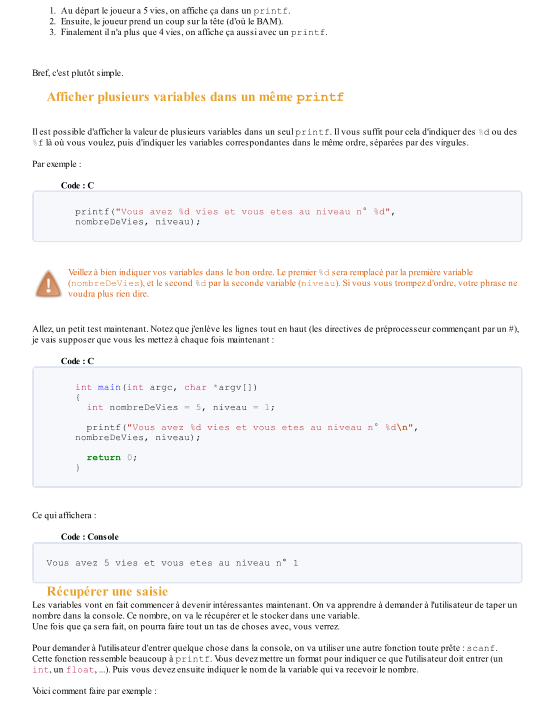 1. Au départ le joueur a 5 vies, on affiche ça dans un printf.
2. Ensuite, le joueur prend un coup sur la tête (d'où le BAM).
3. Finalement il n'a plus que 4 vies, on affiche ça aussi avec un printf.
Bref, c'est plutôt simple.
Afficher plusieurs variables dans un même printf
Il est possible d'afficher la valeur de plusieurs variables dans un seul printf. Il vous suffit pour cela d'indiquer des %d ou des
%f là où vous voulez, puis d'indiquer les variables correspondantes dans le même ordre, séparées par des virgules.
Par exemple :
Code : C
printf("Vous avez %d vies et vous etes au niveau n° %d",
nombreDeVies, niveau);
Veillez à bien indiquer vos variables dans le bon ordre. Le premier %d sera remplacé par la première variable
(nombreDeVies), et le second %d par la seconde variable (niveau). Si vous vous trompez d'ordre, votre phrase ne
voudra plus rien dire.
Allez, un petit test maintenant. Notez que j'enlève les lignes tout en haut (les directives de préprocesseur commençant par un #),
je vais supposer que vous les mettez à chaque fois maintenant :
Code : C
int main(int argc, char *argv[])
{
int nombreDeVies = 5, niveau = 1;
printf("Vous avez %d vies et vous etes au niveau n° %d\n",
nombreDeVies, niveau);
return 0;
}
Ce qui affichera :
Code : Console
Vous avez 5 vies et vous etes au niveau n° 1
Récupérer une saisie
Les variables vont en fait commencer à devenir intéressantes maintenant. On va apprendre à demander à l'utilisateur de taper un
nombre dans la console. Ce nombre, on va le récupérer et le stocker dans une variable.
Une fois que ça sera fait, on pourra faire tout un tas de choses avec, vous verrez.
Pour demander à l'utilisateur d'entrer quelque chose dans la console, on va utiliser une autre fonction toute prête : scanf.
Cette fonction ressemble beaucoup à printf. Vous devez mettre un format pour indiquer ce que l'utilisateur doit entrer (un
int, un float, ...). Puis vous devez ensuite indiquer le nom de la variable qui va recevoir le nombre.
Voici comment faire par exemple :